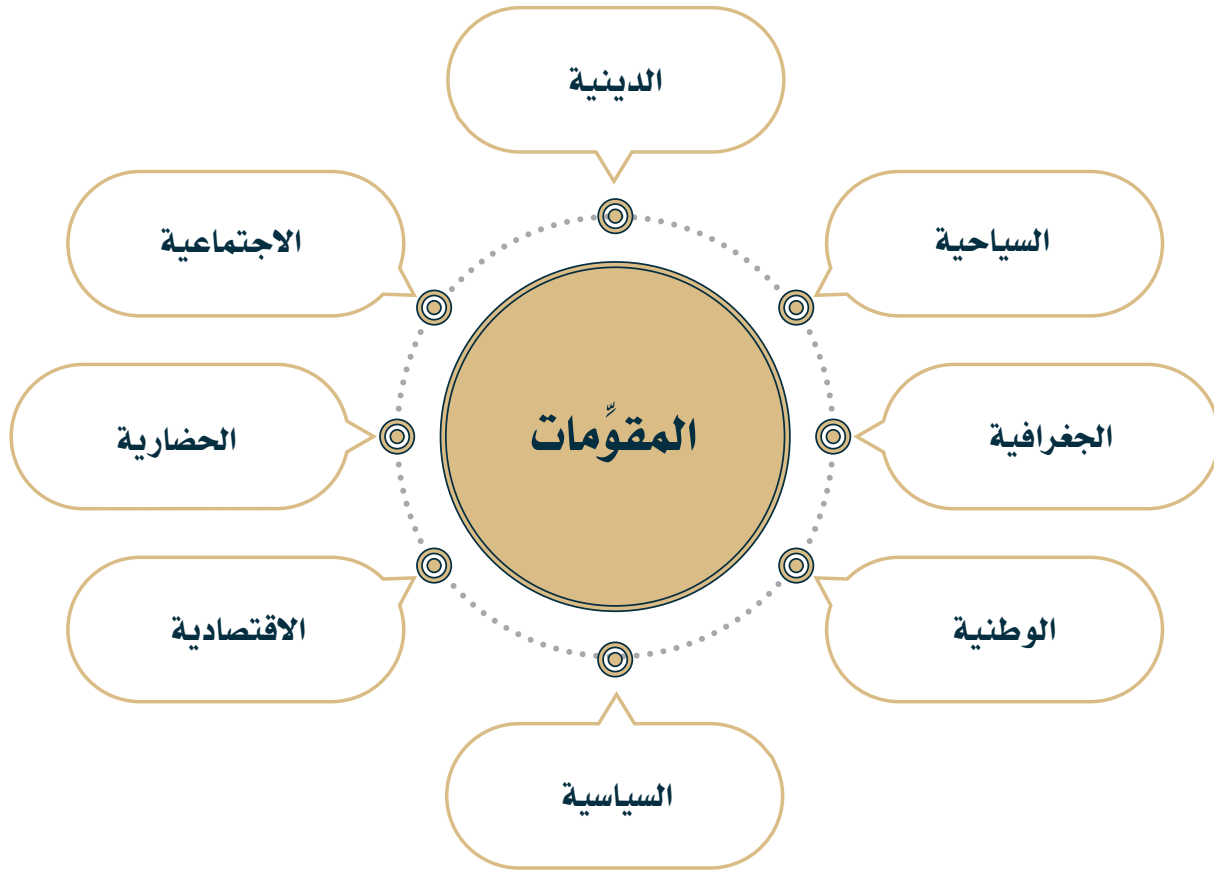 الدينية
السياحية
الاجتماعية
المقوِّمات
الجغرافية
الحضارية
الوطنية
الاقتصادية
السياسية